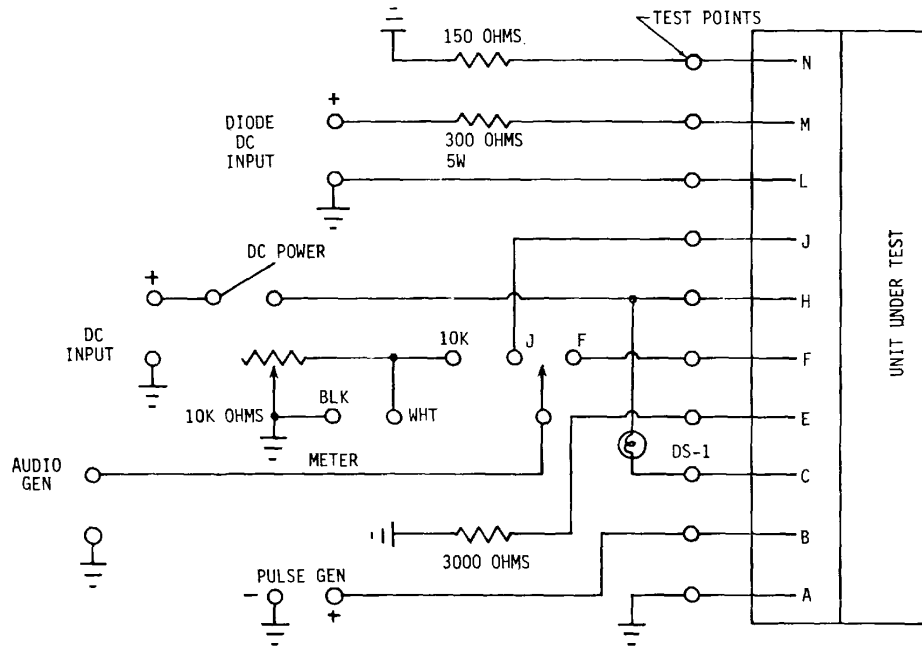 TEST POINTS
150 OHMS.
N
+
DIODE
DC
INPUT
300 OHMS
5W
M
L
J
DC POWER
+
H
DC
INPUT
10K
J
F
F
10K OHMS
BLK
WHT
E
AUDIO
GEN
METER
DS-1
C
3000 OHMS
B
PULSE GEN
-
+
A
UNIT UNDER TEST